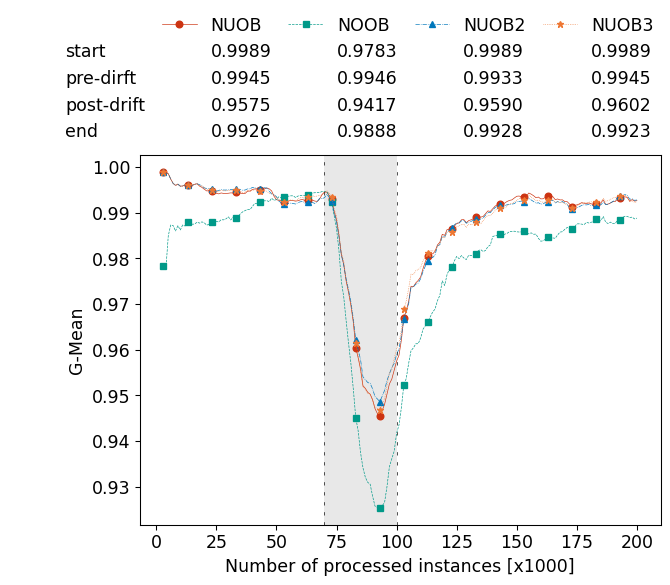 NUOB NOOB NUOB2 NUOB3
start 0.9989 0.9783 0.9989 0.9989
pre-dirft 0.9945 0.9946 0.9933 0.9945
post-drift 0.9575 0.9417 0.9590 0.9602
end 0.9926 0.9888 0.9928 0.9923
1.00
0.99
0.98
0.97
0.96
0.95
0.94
0.93
G-Mean
0 25 50 75 100 125 150 175 200
Number of processed instances [x1000]